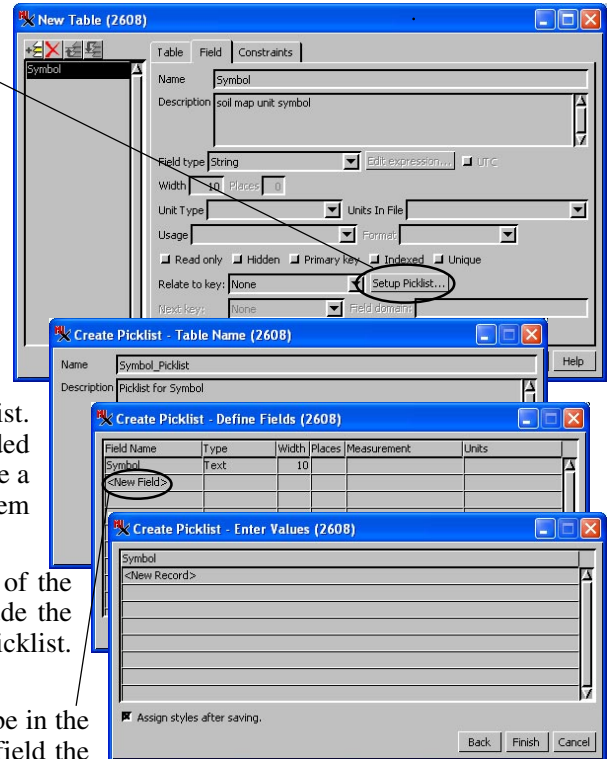 New Table (2608)
Symbol
Table Field Constraints
Name Symbol
Description soil map unit symbol
Field type String Edit expression... UTC
Width 10 Places 0
Unit Type Units In File
Usage Format
Read only Hidden Primary key Indexed Unique
Relate to key: None Setup Picklist...
Next key: None Field domain:
Help
Create Picklist - Table Name (2608)
Name Symbol_Picklist
Description Picklist for Symbol
Create Picklist - Define Fields (2608)
Field Name Type Width Places Measurement Units
Symbol Text 10
<New Field>
Create Picklist - Enter Values (2608)
Symbol
<New Record>
Assign styles after saving.
Back Finish Cancel
ist.
led
e a
em
of the
de the
icklist.
be in the
field the